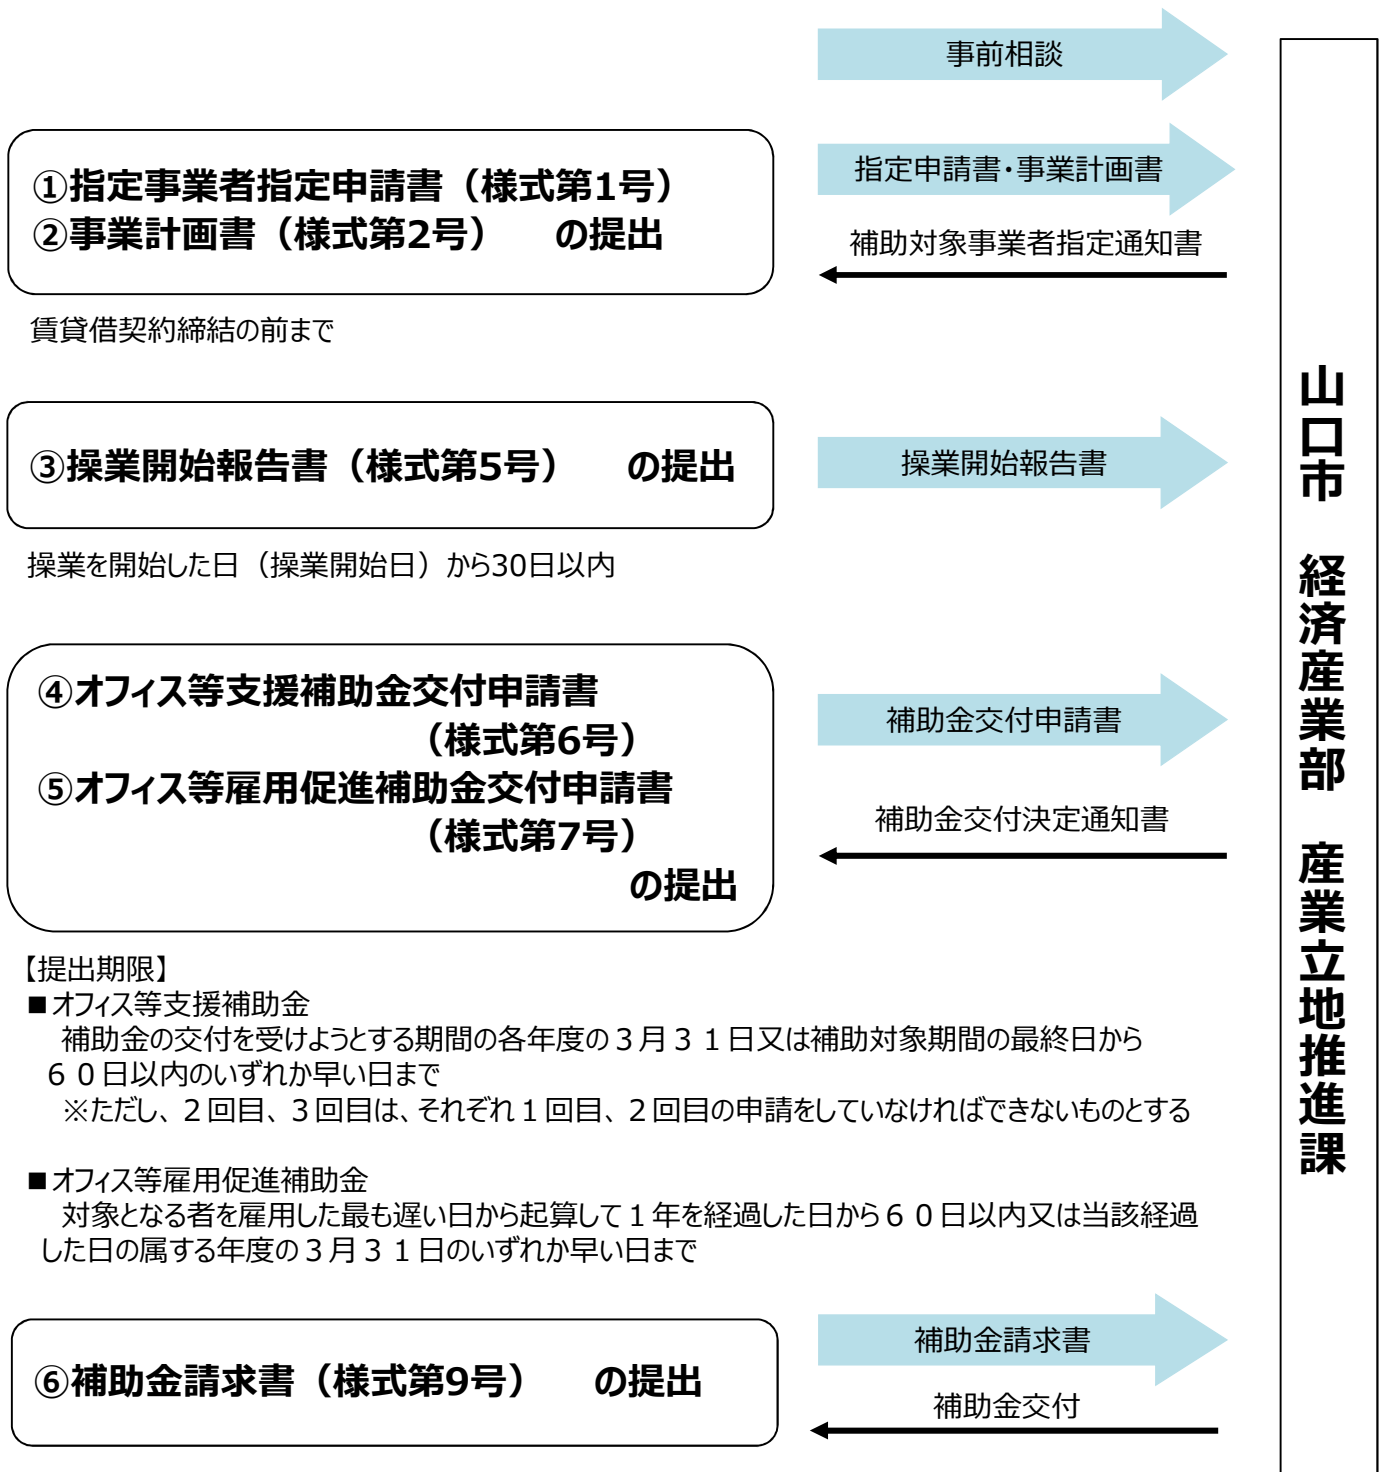 事前相談
①指定事業者指定申請書（様式第1号）
②事業計画書（様式第2号）　の提出
指定申請書・事業計画書
補助対象事業者指定通知書
賃貸借契約締結の前まで
③操業開始報告書（様式第5号）　の提出
操業開始報告書
操業を開始した日（操業開始日）から30日以内
④オフィス等支援補助金交付申請書
（様式第6号）
⑤オフィス等雇用促進補助金交付申請書
（様式第7号）
の提出
補助金交付申請書
補助金交付決定通知書
【提出期限】
■オフィス等支援補助金
補助金の交付を受けようとする期間の各年度の３月３１日又は補助対象期間の最終日から
６０日以内のいずれか早い日まで
※ただし、２回目、３回目は、それぞれ１回目、２回目の申請をしていなければできないものとする
■オフィス等雇用促進補助金
対象となる者を雇用した最も遅い日から起算して１年を経過した日から６０日以内又は当該経過
した日の属する年度の３月３１日のいずれか早い日まで
⑥補助金請求書（様式第9号）　の提出
補助金請求書
補助金交付
山口市　経済産業部　産業立地推進課